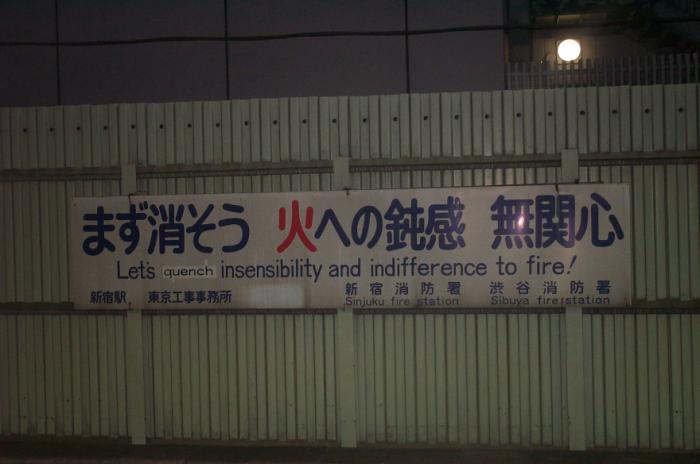 まず消そう 火への鈍感 無関心
Let's quench insensibility and indifference to fire!
新宿駅 東京工事事務所 新宿消防署 渋谷消防署
Sinjuku fire station Sibuya fire station